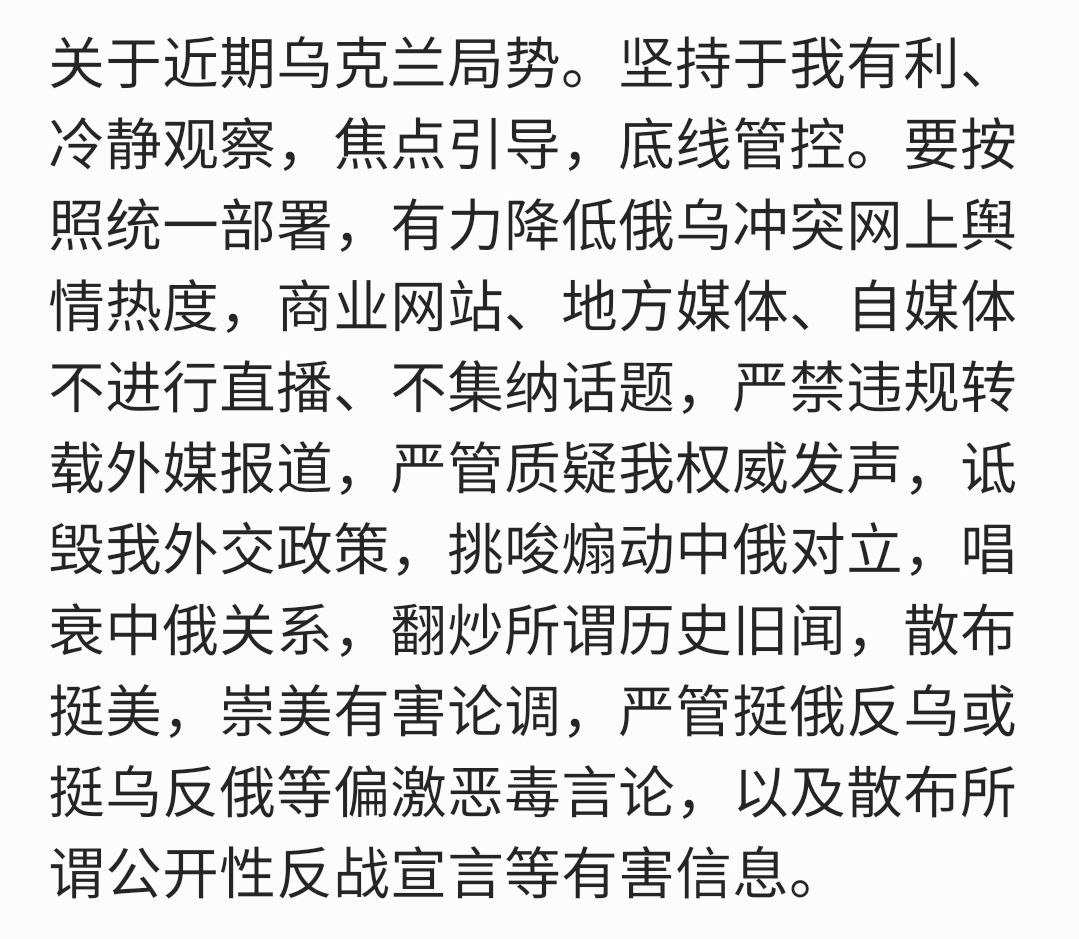 关于近期乌克兰局势。坚持于我有利、
冷静观察，焦点引导，底线管控。要按
照统一部署，有力降低俄乌冲突网上舆
情热度，商业网站、地方媒体、自媒体
不进行直播、不集纳话题，严禁违规转
载外媒报道，严管质疑我权威发声，诋
毁我外交政策，挑唆煽动中俄对立，唱
衰中俄关系，翻炒所谓历史旧闻，散布
挺美，崇美有害论调，严管挺俄反乌或
挺乌反俄等偏激恶毒言论，以及散布所
谓公开性反战宣言等有害信息。